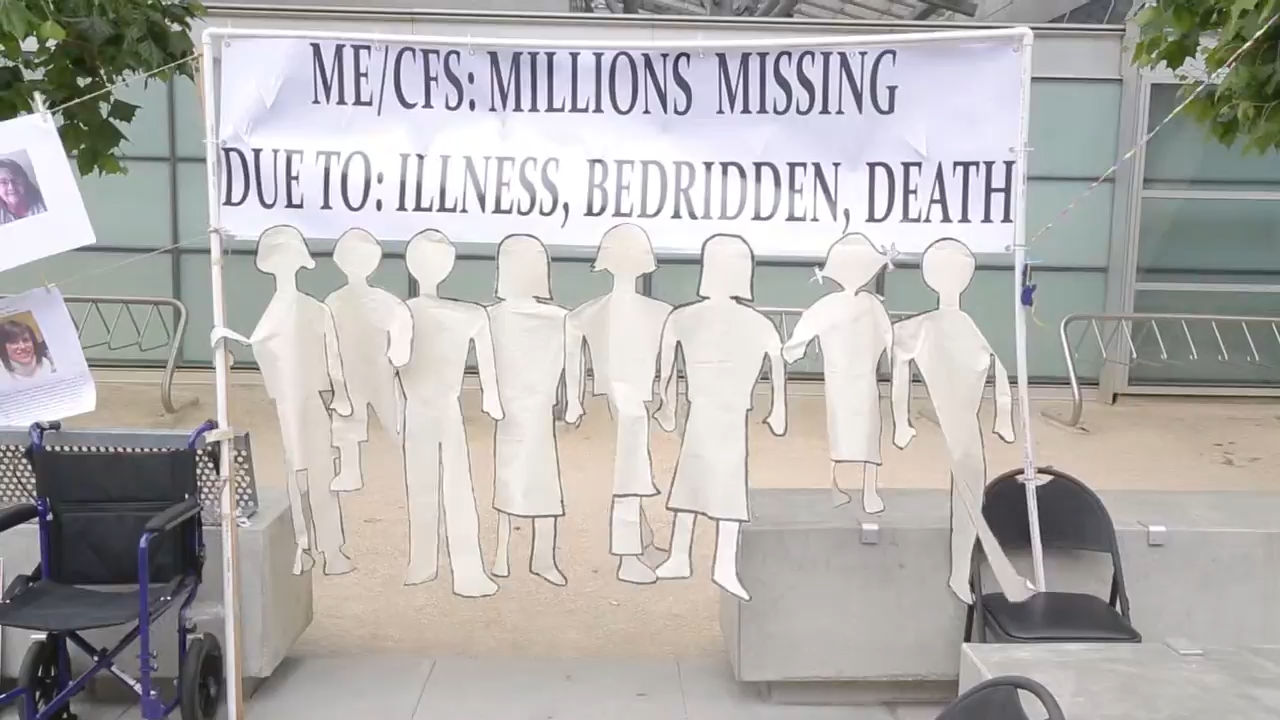 ME/CFS: MILLIONS MISSING
DUE TO: ILLNESS, BEDRIDDEN, DEATH